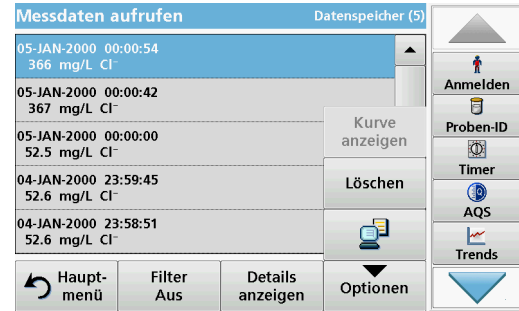 Messdaten aufrufen
Datenspeicher (5)
05-JAN-2000 00:00:54
366 mg/L Cl⁻
05-JAN-2000 00:00:42
367 mg/L Cl⁻
05-JAN-2000 00:00:00
52.5 mg/L Cl⁻
04-JAN-2000 23:59:45
52.6 mg/L Cl⁻
04-JAN-2000 23:58:51
52.6 mg/L Cl⁻
Kurve
anzeigen
Löschen
Haupt-
menü
Filter
Aus
Details
anzeigen
Optionen
Anmelden
Proben-ID
Timer
AQS
Trends